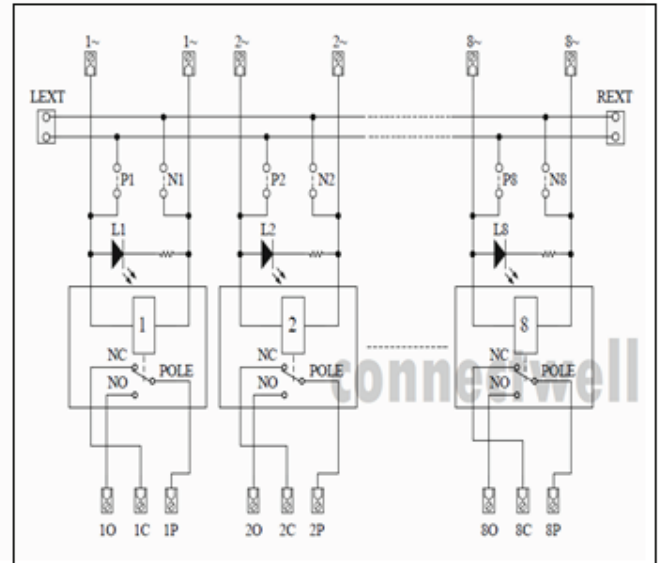 1~ 1~ 2~ 2~ 8~ 8~
LEXT REXT
P1 N1 P2 N2 P8 N8
L1 L2 L8
1 2 8
NC NC NC
POLE POLE POLE
connectwell
NO NO NO
1O 1C 1P 2O 2C 2P 8O 8C 8P